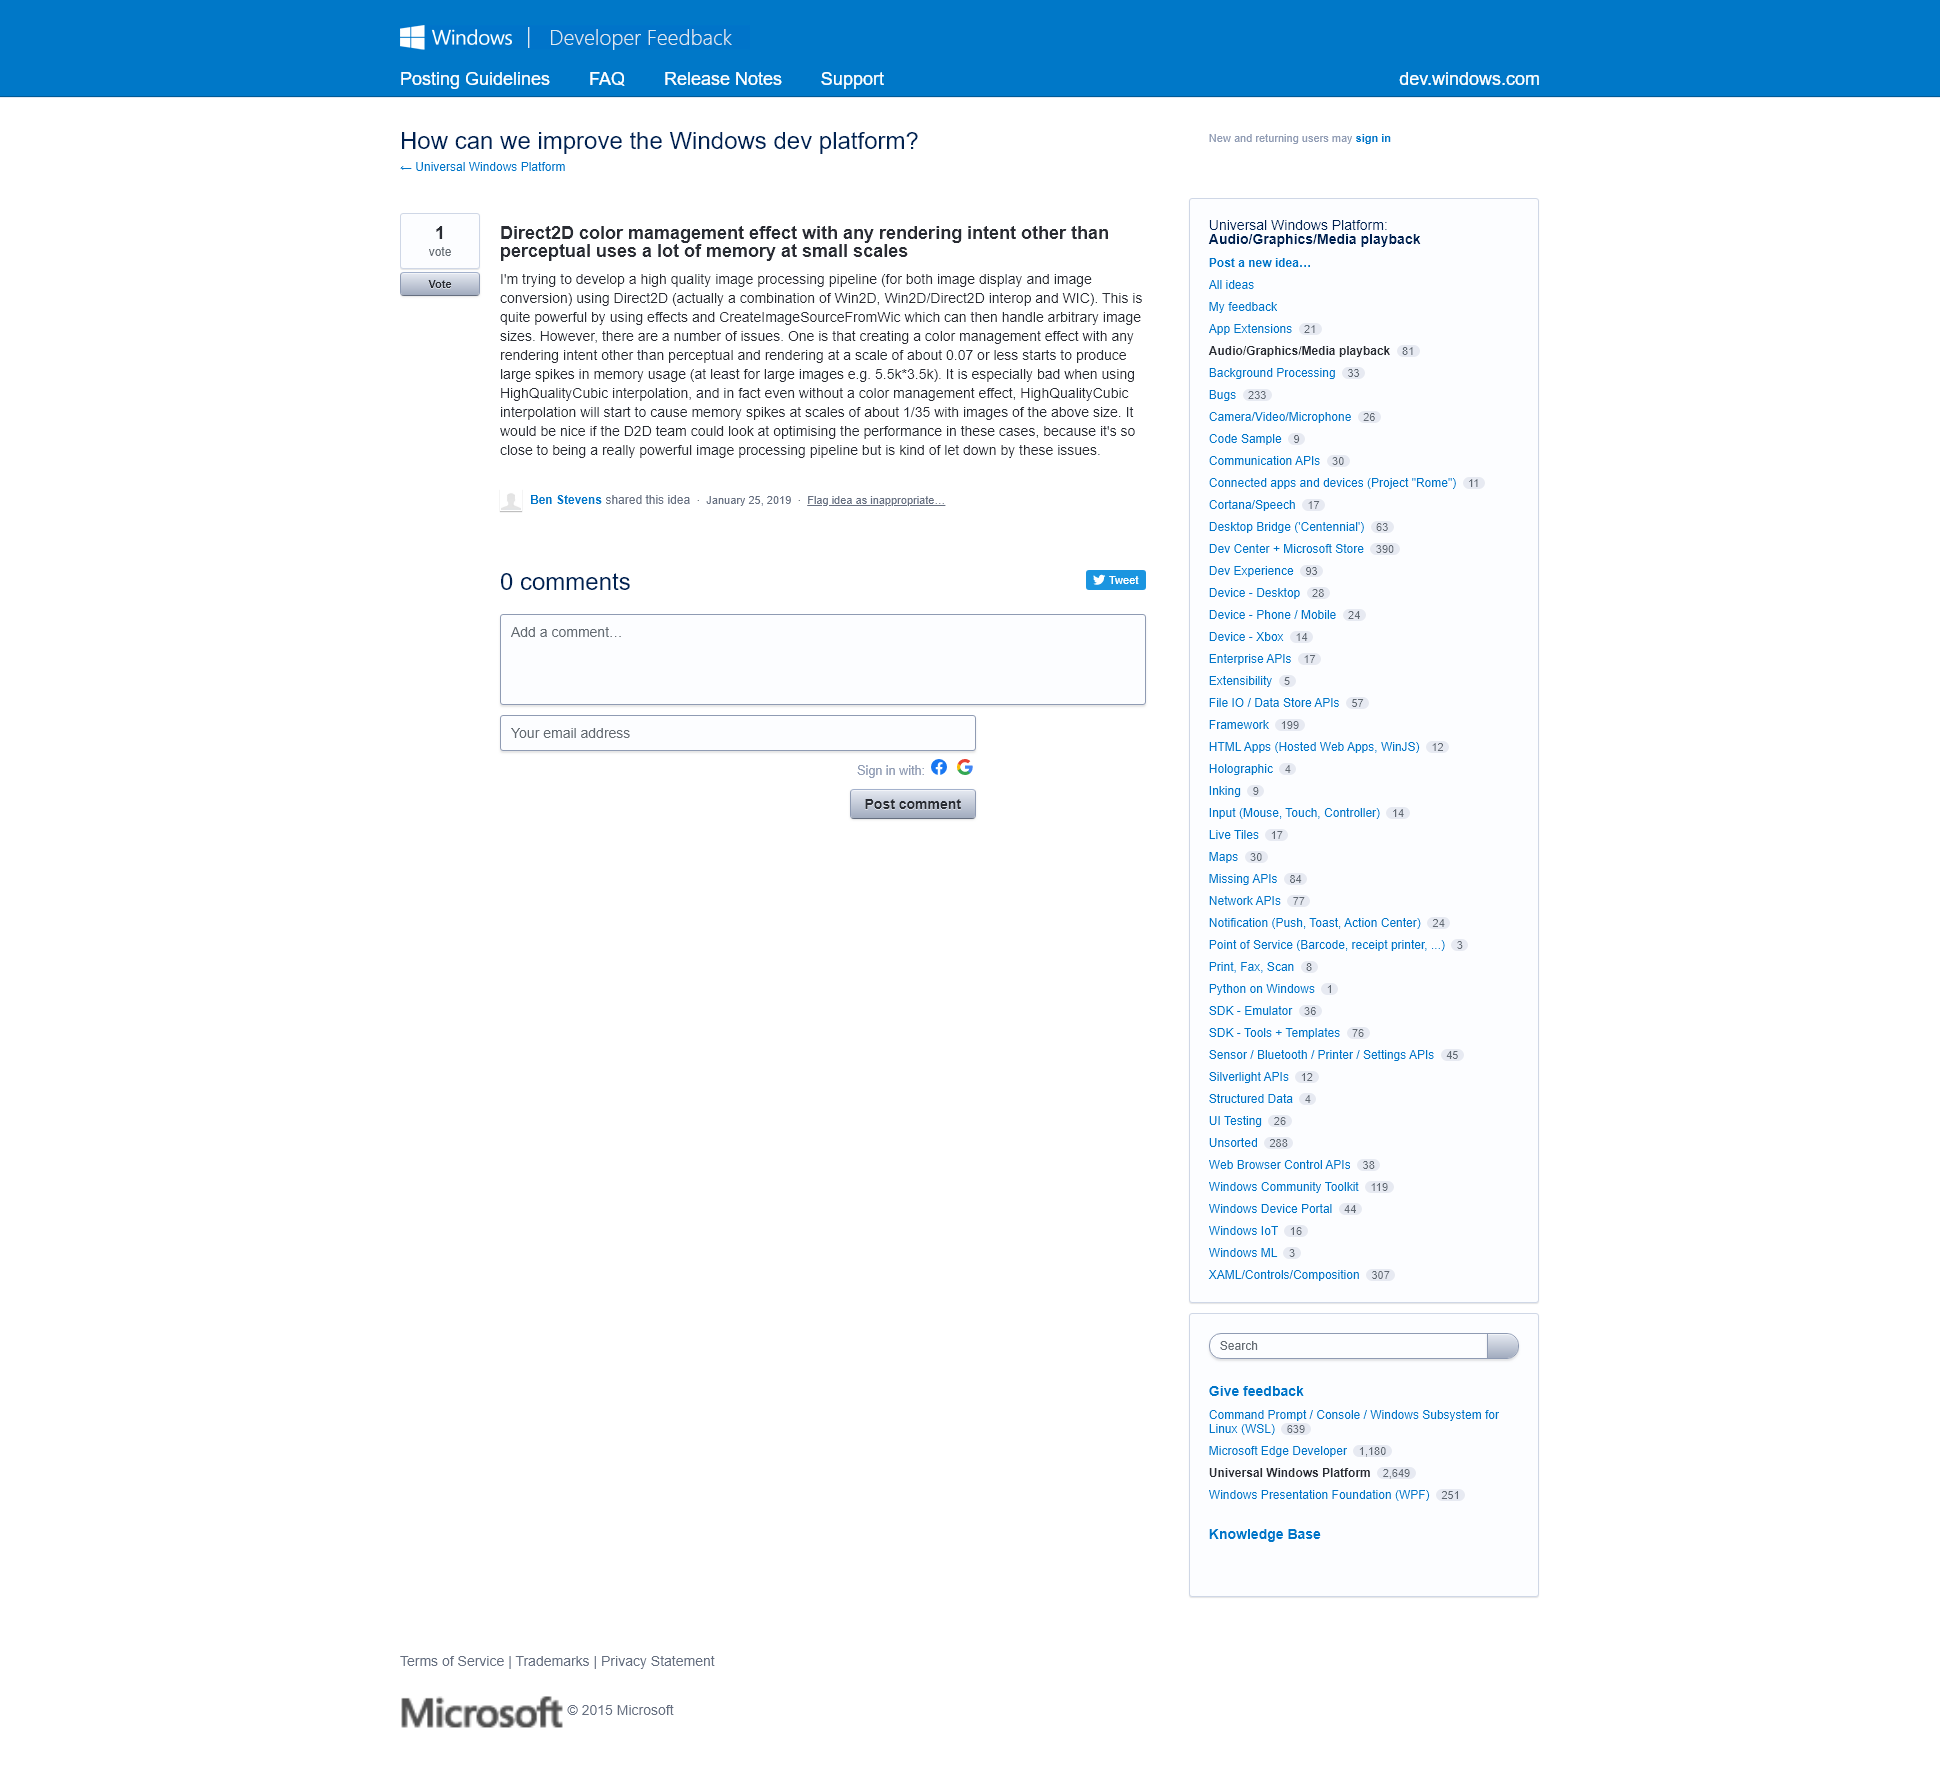 Windows | Developer Feedback
Posting Guidelines FAQ Release Notes Support dev.windows.com
How can we improve the Windows dev platform?
← Universal Windows Platform
New and returning users may sign in
1
vote
Vote
Direct2D color mamagement effect with any rendering intent other than
perceptual uses a lot of memory at small scales
I'm trying to develop a high quality image processing pipeline (for both image display and image
conversion) using Direct2D (actually a combination of Win2D, Win2D/Direct2D interop and WIC). This is
quite powerful by using effects and CreateImageSourceFromWic which can then handle arbitrary image
sizes. However, there are a number of issues. One is that creating a color management effect with any
rendering intent other than perceptual and rendering at a scale of about 0.07 or less starts to produce
large spikes in memory usage (at least for large images e.g. 5.5k*3.5k). It is especially bad when using
HighQualityCubic interpolation, and in fact even without a color management effect, HighQualityCubic
interpolation will start to cause memory spikes at scales of about 1/35 with images of the above size. It
would be nice if the D2D team could look at optimising the performance in these cases, because it's so
close to being a really powerful image processing pipeline but is kind of let down by these issues.
Ben Stevens shared this idea · January 25, 2019 · Flag idea as inappropriate…
0 comments
Tweet
Add a comment…
Your email address
Sign in with:
Post comment
Universal Windows Platform:
Audio/Graphics/Media playback
Post a new idea…
All ideas
My feedback
App Extensions 21
Audio/Graphics/Media playback 81
Background Processing 33
Bugs 233
Camera/Video/Microphone 26
Code Sample 9
Communication APIs 30
Connected apps and devices (Project "Rome") 11
Cortana/Speech 17
Desktop Bridge ('Centennial') 63
Dev Center + Microsoft Store 390
Dev Experience 93
Device - Desktop 28
Device - Phone / Mobile 24
Device - Xbox 14
Enterprise APIs 17
Extensibility 5
File IO / Data Store APIs 57
Framework 199
HTML Apps (Hosted Web Apps, WinJS) 12
Holographic 4
Inking 9
Input (Mouse, Touch, Controller) 14
Live Tiles 17
Maps 30
Missing APIs 84
Network APIs 77
Notification (Push, Toast, Action Center) 24
Point of Service (Barcode, receipt printer, ...) 3
Print, Fax, Scan 8
Python on Windows 1
SDK - Emulator 36
SDK - Tools + Templates 76
Sensor / Bluetooth / Printer / Settings APIs 45
Silverlight APIs 12
Structured Data 4
UI Testing 26
Unsorted 288
Web Browser Control APIs 38
Windows Community Toolkit 119
Windows Device Portal 44
Windows IoT 16
Windows ML 3
XAML/Controls/Composition 307
Search
Give feedback
Command Prompt / Console / Windows Subsystem for
Linux (WSL) 639
Microsoft Edge Developer 1,180
Universal Windows Platform 2,649
Windows Presentation Foundation (WPF) 251
Knowledge Base
Terms of Service | Trademarks | Privacy Statement
Microsoft © 2015 Microsoft